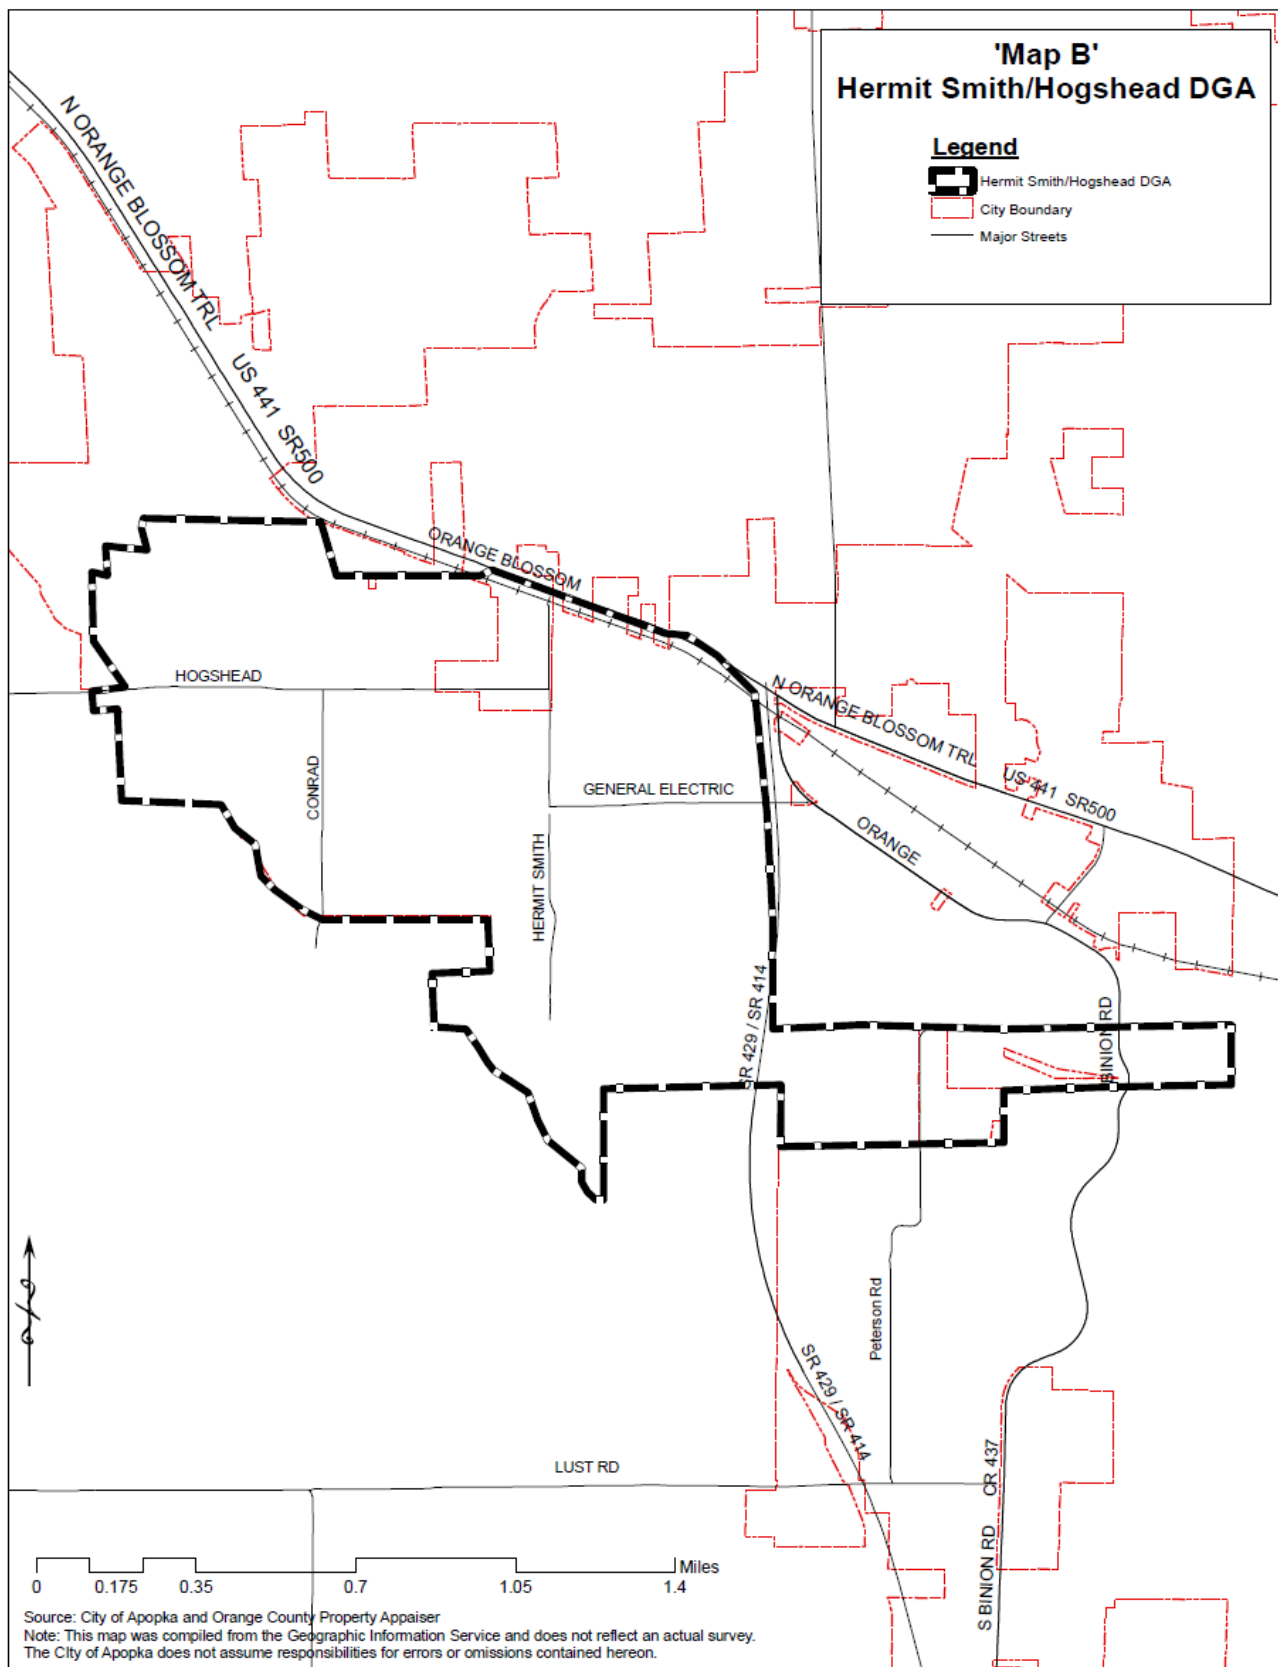 'Map B'
Hermit Smith/Hogshead DGA
Legend
Hermit Smith/Hogshead DGA
City Boundary
Major Streets
N ORANGE BLOSSOM TRL
US 441 SR500
ORANGE BLOSSOM
HOGSHEAD
N ORANGE BLOSSOM TRL
US 441 SR500
CONRAD
GENERAL ELECTRIC
ORANGE
HERMIT SMITH
SR 429 / SR 414
BINION RD
Peterson Rd
SR 429 / SR 414
LUST RD
CR 437
S BINION RD
Miles
0 0.175 0.35 0.7 1.05 1.4
Source: City of Apopka and Orange County Property Appaiser
Note: This map was compiled from the Geographic Information Service and does not reflect an actual survey.
The City of Apopka does not assume responsibilities for errors or omissions contained hereon.